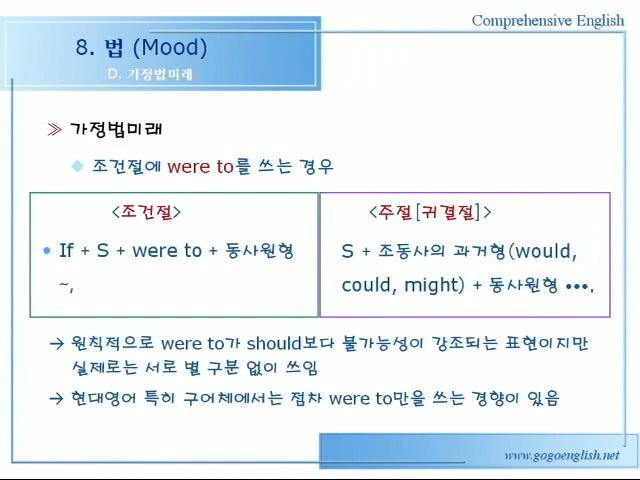 Comprehensive English
8. 법 (Mood)
D. 가정법미래
≫ 가정법미래
◆ 조건절에 were to를 쓰는 경우
<조건절>
• If + S + were to + 동사원형
~,
<주절[귀결절]>
S + 조동사의 과거형(would,
could, might) + 동사원형 •••.
→ 원칙적으로 were to가 should보다 불가능성이 강조되는 표현이지만
실제로는 서로 별 구분 없이 쓰임
→ 현대영어 특히 구어체에서는 점차 were to만을 쓰는 경향이 있음
www.gogoenglish.net